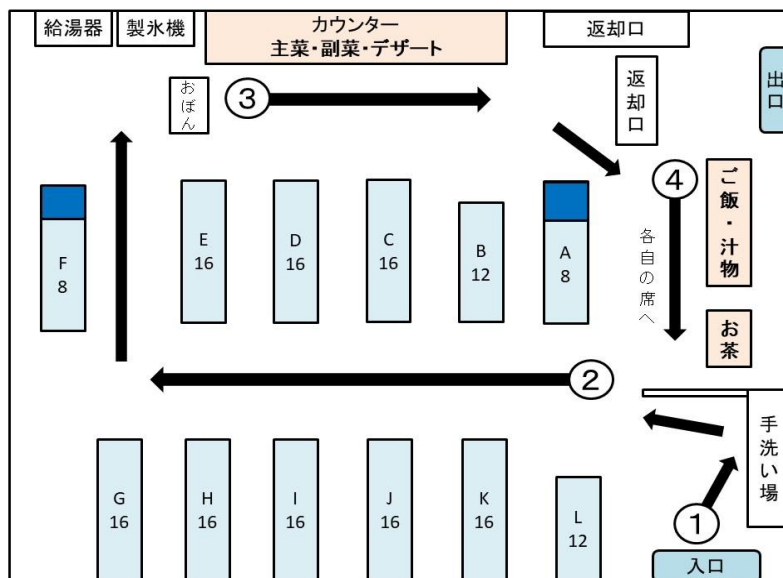 給湯器
製氷機
カウンター
主菜・副菜・デザート
返却口
おぼん
③
返却口
出口
④
ご飯・汁物
各自の席へ
お茶
F
8
E
16
D
16
C
16
B
12
A
8
②
手洗い場
①
入口
G
16
H
16
I
16
J
16
K
16
L
12